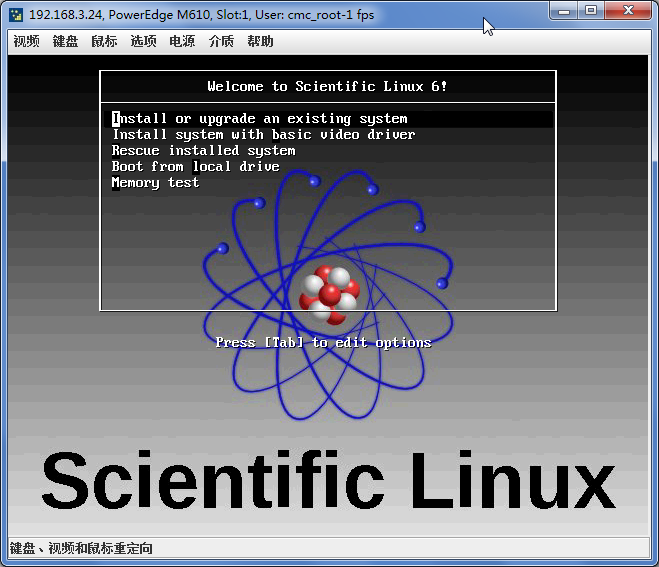 192.168.3.24, PowerEdge M610, Slot:1, User: cmc_root-1 fps
视频 键盘 鼠标 选项 电源 介质 帮助
Welcome to Scientific Linux 6!
Install or upgrade an existing system
Install system with basic video driver
Rescue installed system
Boot from local drive
Memory test
Press [Tab] to edit options
Scientific Linux
键盘、视频和鼠标重定向